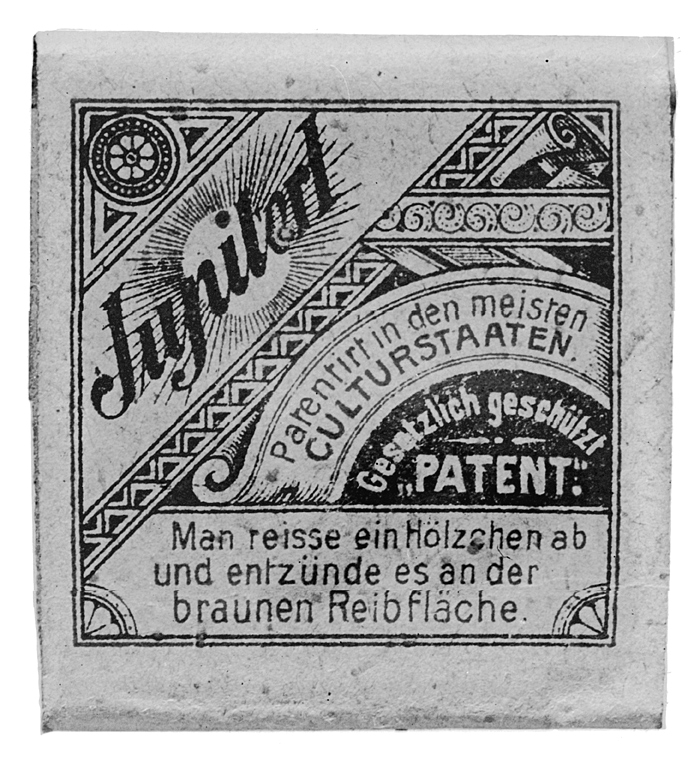 Jupiter!
Patentirt in den meisten
CULTURSTAATEN.
Gesetzlich geschützt
„PATENT."
Man reisse ein Hölzchen ab
und entzünde es an der
braunen Reibfläche.